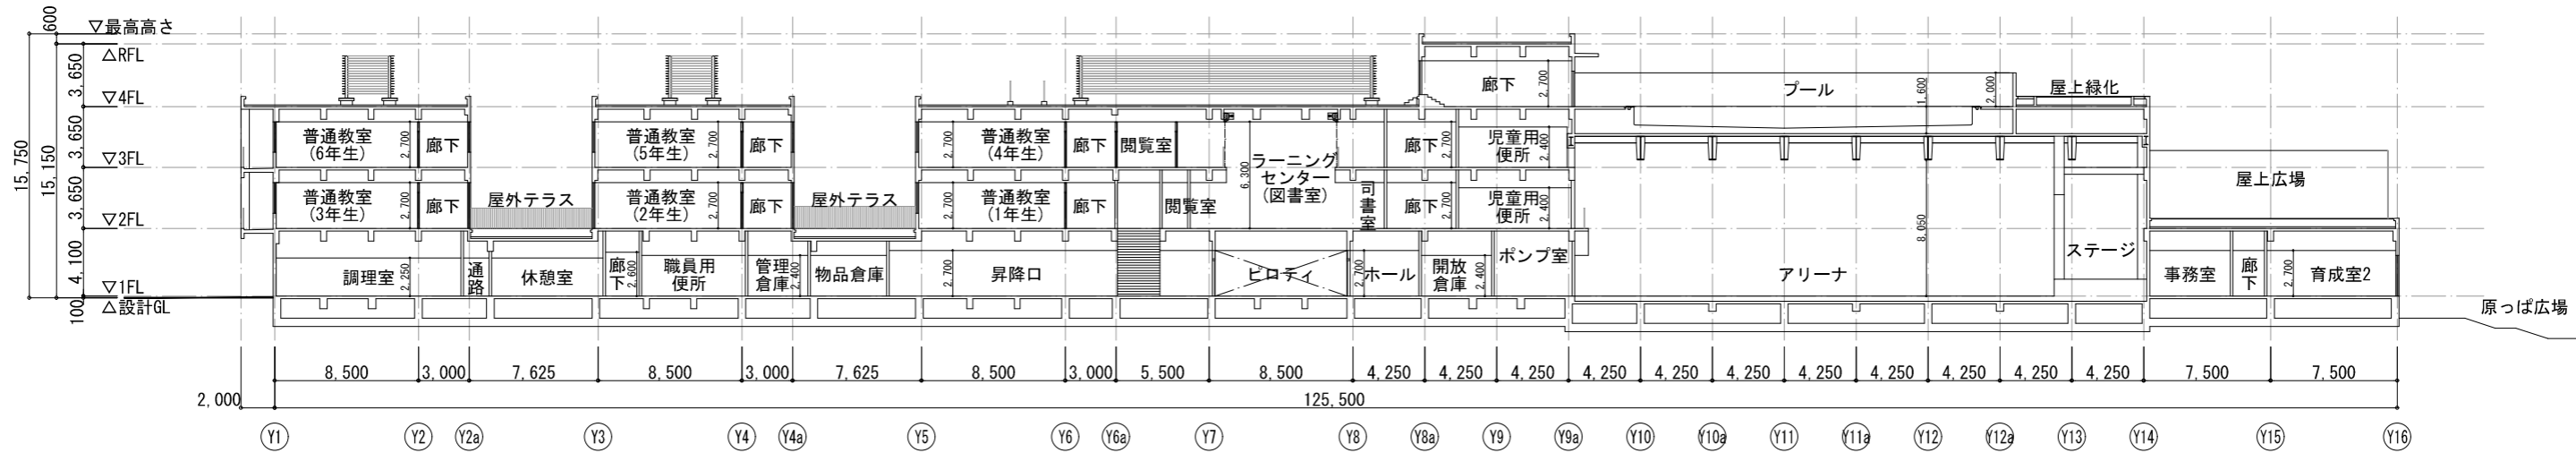 600
▽最高高さ
△RFL
3,650
▽4FL
3,650
▽3FL
3,650
▽2FL
4,100
▽1FL
100
△設計GL
15,750
15,150
廊下
2,700
プール
1,600
2,000
屋上緑化
普通教室
(6年生)
2,700
廊下
普通教室
(5年生)
2,700
廊下
2,700
普通教室
(4年生)
廊下
閲覧室
6,300
ラーニング
センター
(図書室)
廊下
2,700
児童用
便所
2,400
普通教室
(3年生)
2,700
廊下
屋外テラス
普通教室
(2年生)
2,700
廊下
屋外テラス
2,700
普通教室
(1年生)
廊下
閲覧室
司書室
廊下
2,700
児童用
便所
2,400
屋上広場
調理室
2,250
通路
休憩室
廊下
2,600
職員用
便所
管理
倉庫
2,400
物品倉庫
2,700
昇降口
ピロティ
2,700
ホール
開放
倉庫
2,400
ポンプ室
アリーナ
8,050
ステージ
事務室
廊下
2,700
育成室2
原っぱ広場
8,500
3,000
7,625
8,500
3,000
7,625
8,500
3,000
5,500
8,500
4,250
4,250
4,250
4,250
4,250
4,250
4,250
4,250
4,250
4,250
4,250
7,500
7,500
2,000
125,500
Y1
Y2
Y2a
Y3
Y4
Y4a
Y5
Y6
Y6a
Y7
Y8
Y8a
Y9
Y9a
Y10
Y10a
Y11
Y11a
Y12
Y12a
Y13
Y14
Y15
Y16